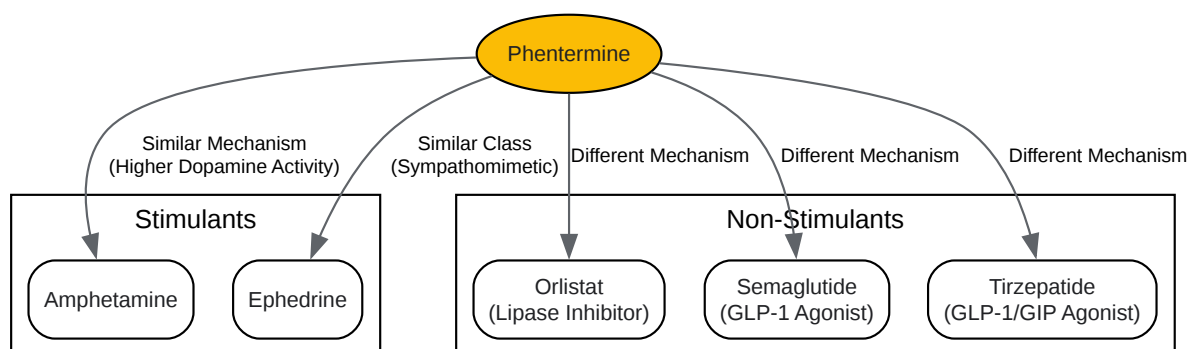 Phentermine
Similar Mechanism
(Higher Dopamine Activity)
Similar Class
(Sympathomimetic)
Different Mechanism
Different Mechanism
Different Mechanism
Stimulants
Non-Stimulants
Amphetamine
Ephedrine
Orlistat
(Lipase Inhibitor)
Semaglutide
(GLP-1 Agonist)
Tirzepatide
(GLP-1/GIP Agonist)